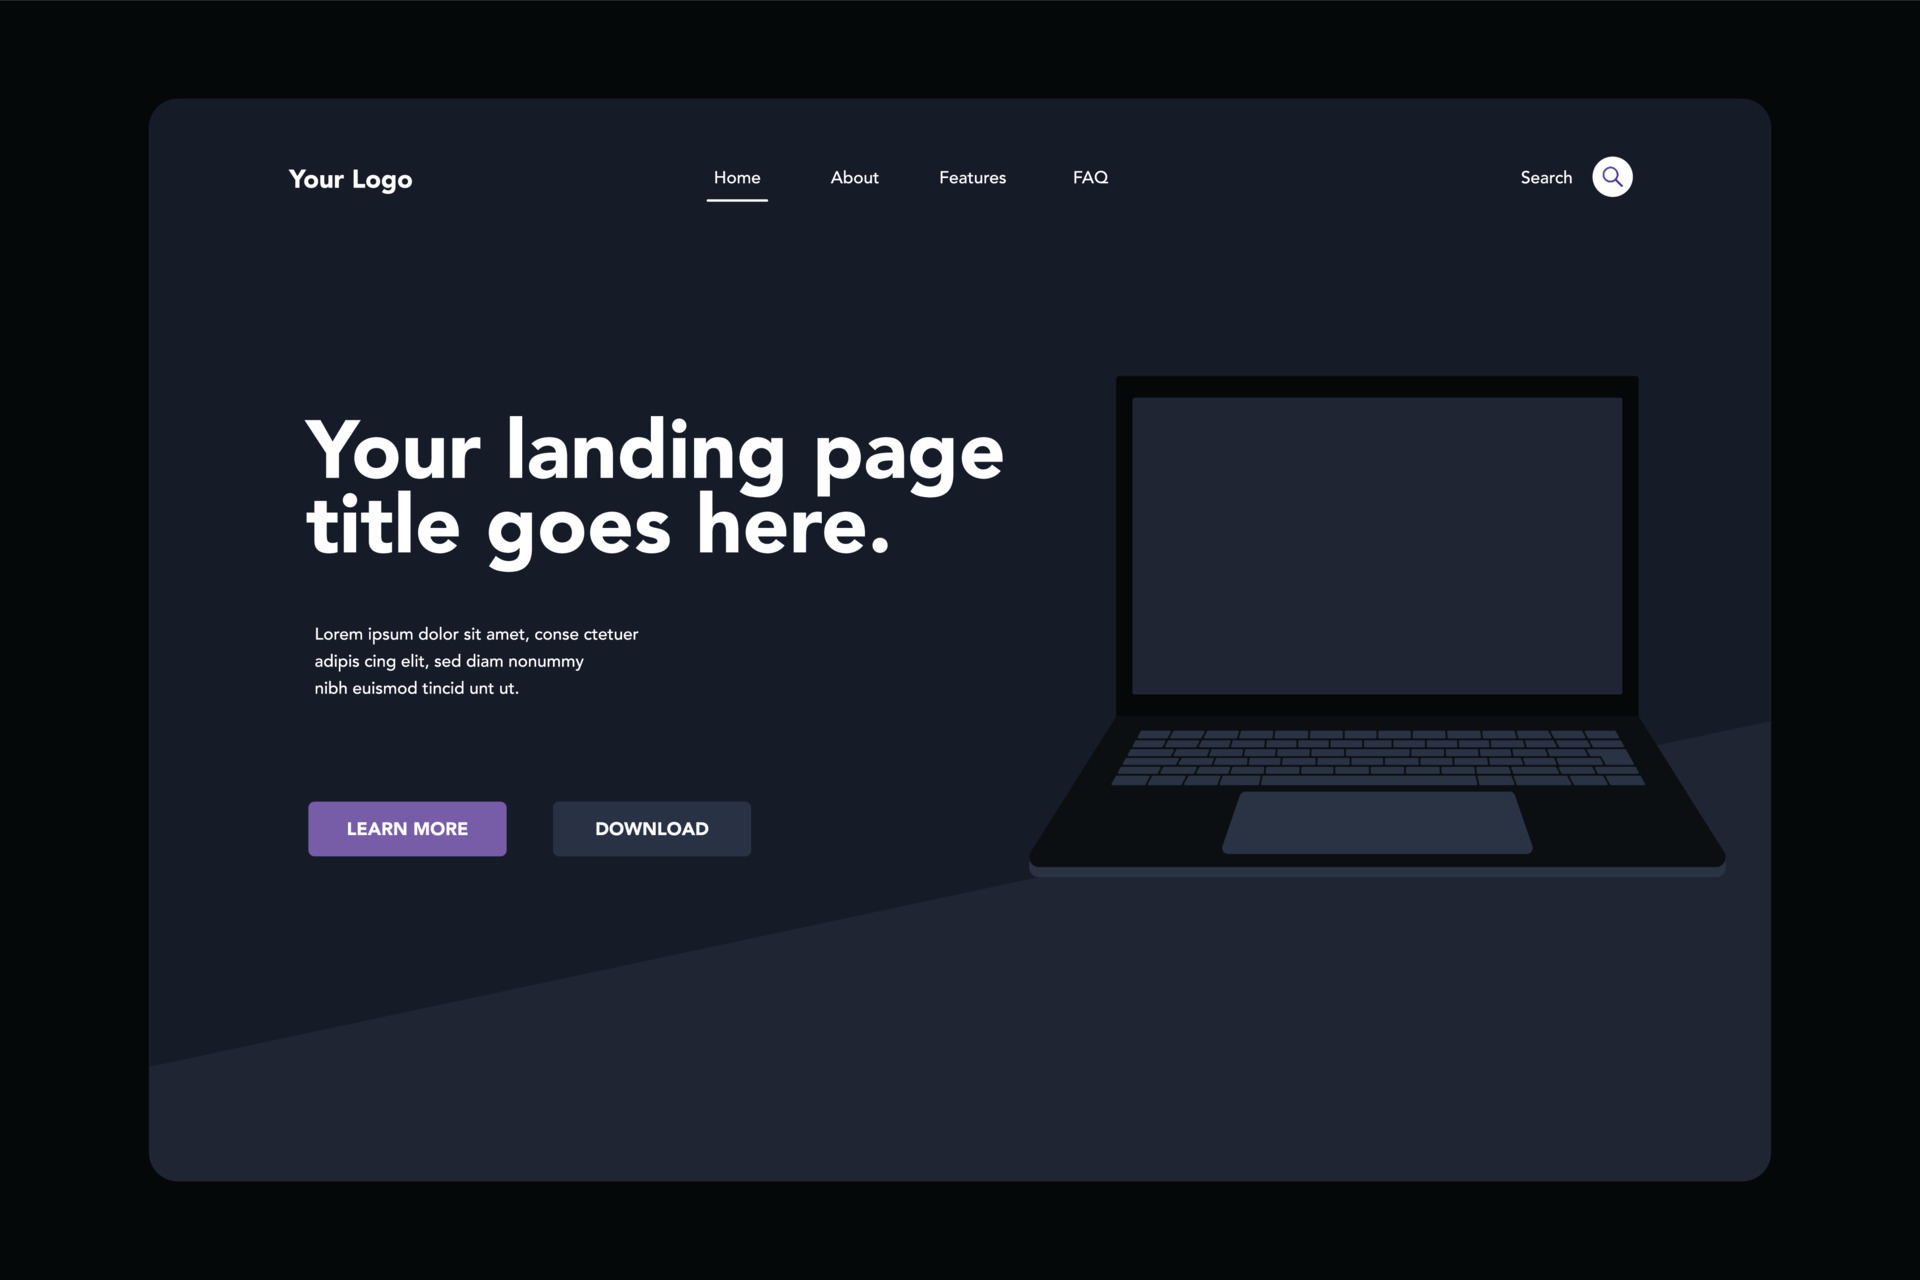 Your Logo
Home
About
Features
FAQ
Search
Your landing page
title goes here.
Lorem ipsum dolor sit amet, conse ctetuer
adipis cing elit, sed diam nonummy
nibh euismod tincid unt ut.
LEARN MORE
DOWNLOAD